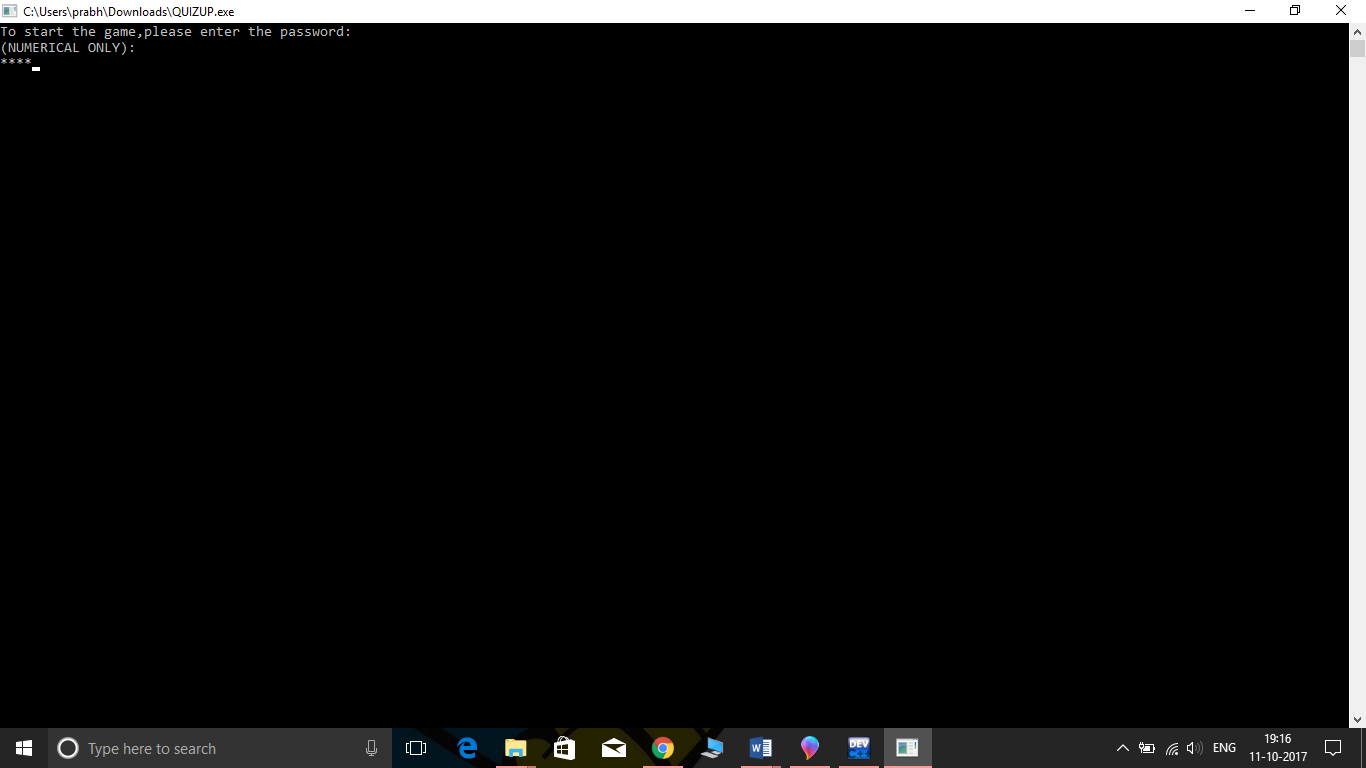 C:\Users\prabh\Downloads\QUIZUP.exe
To start the game,please enter the password:
(NUMERICAL ONLY):
****
Type here to search
W
DEV
C++
ENG
19:16
11-10-2017